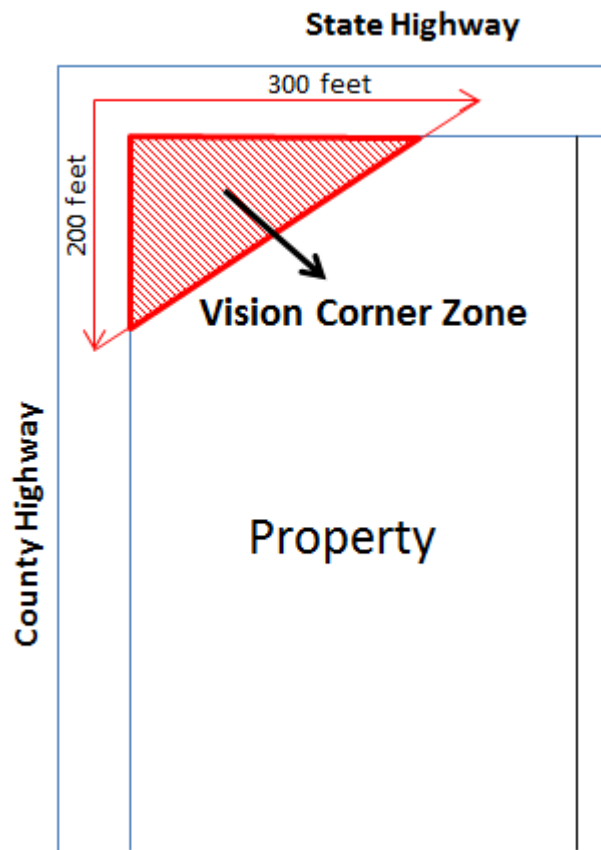 State Highway
300 feet
200 feet
Vision Corner Zone
County Highway
Property